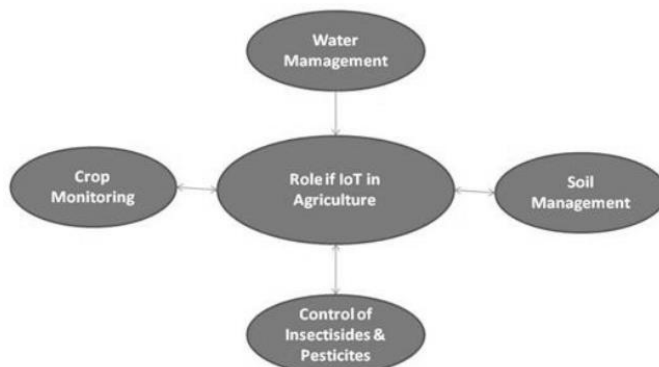 Water
Mamagement
Crop
Monitoring
Role if IoT in
Agriculture
Soil
Management
Control of
Insectisides &
Pesticites